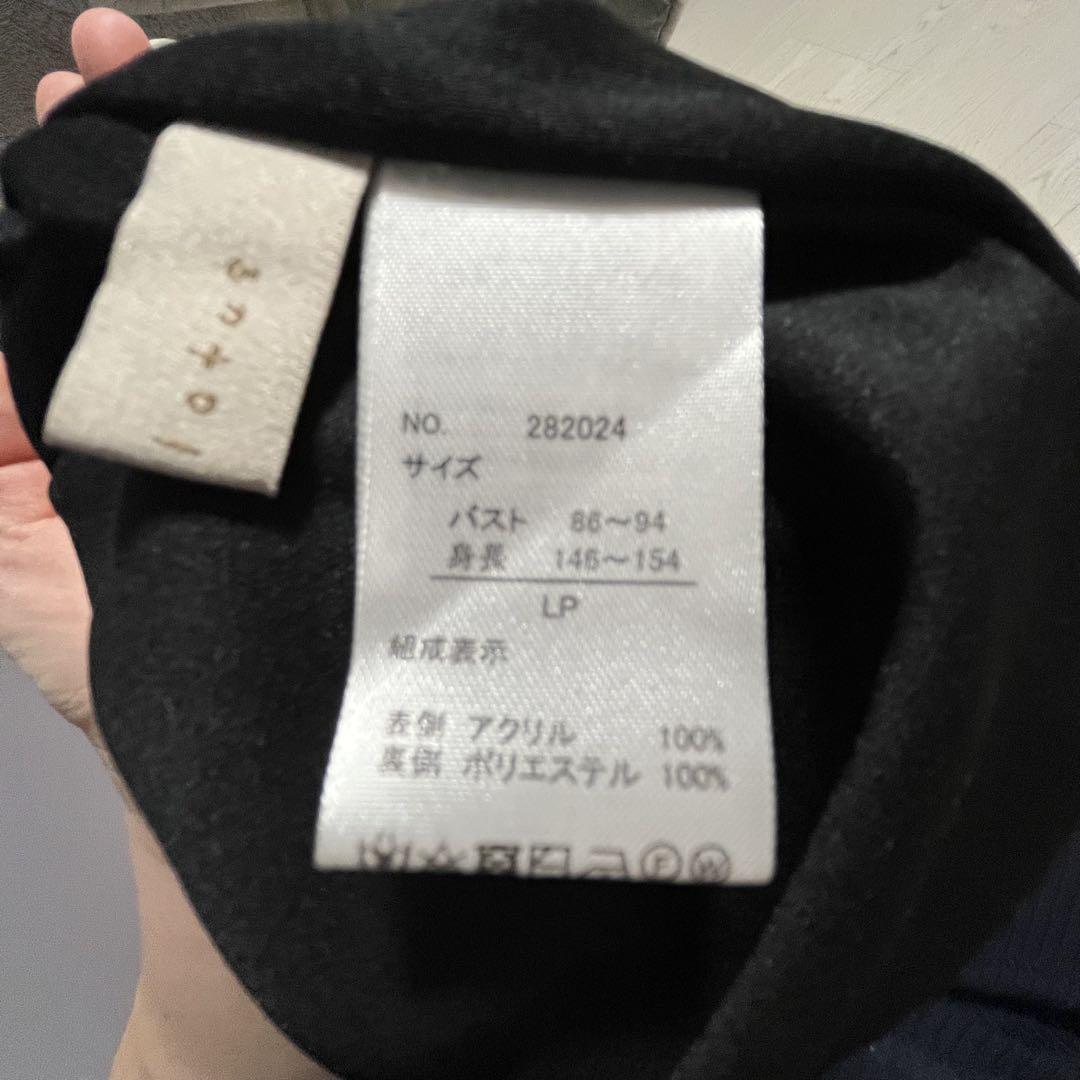 NO. 282024
サイズ
バスト 86～94
身長 146～154
LP
組成表示
表側 アクリル 100%
裏側 ポリエステル 100%
F W